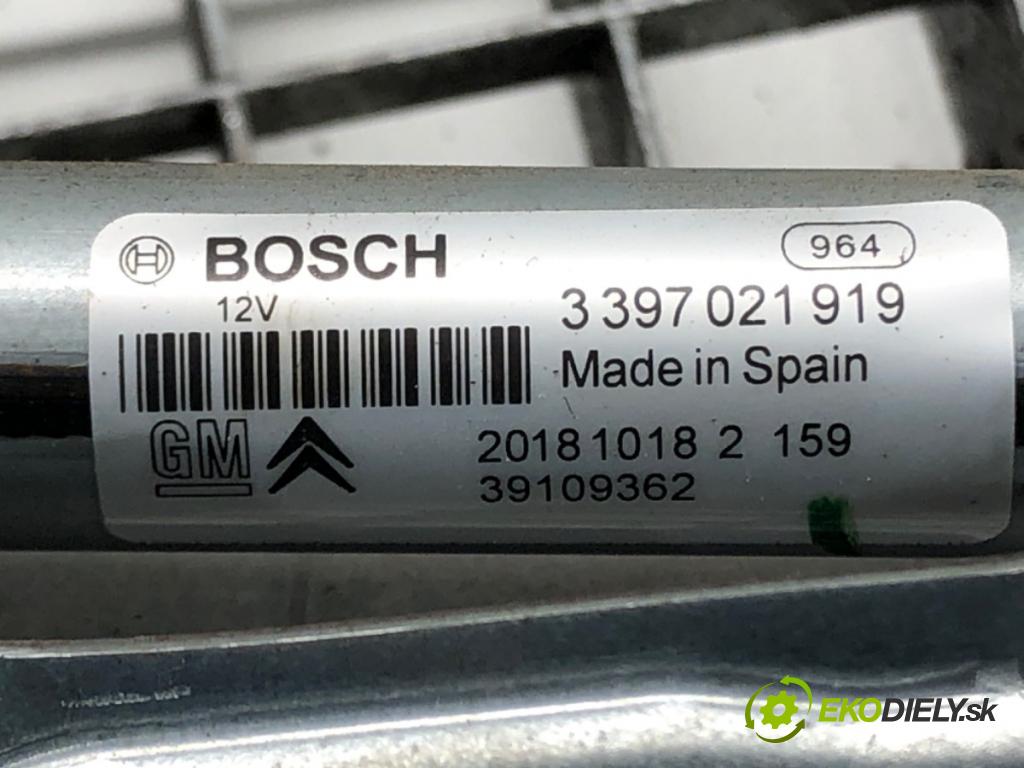 BOSCH
964
12V
3 397 021 919
Made in Spain
GM
20181018 2 159
39109362
EKODIELY.sk